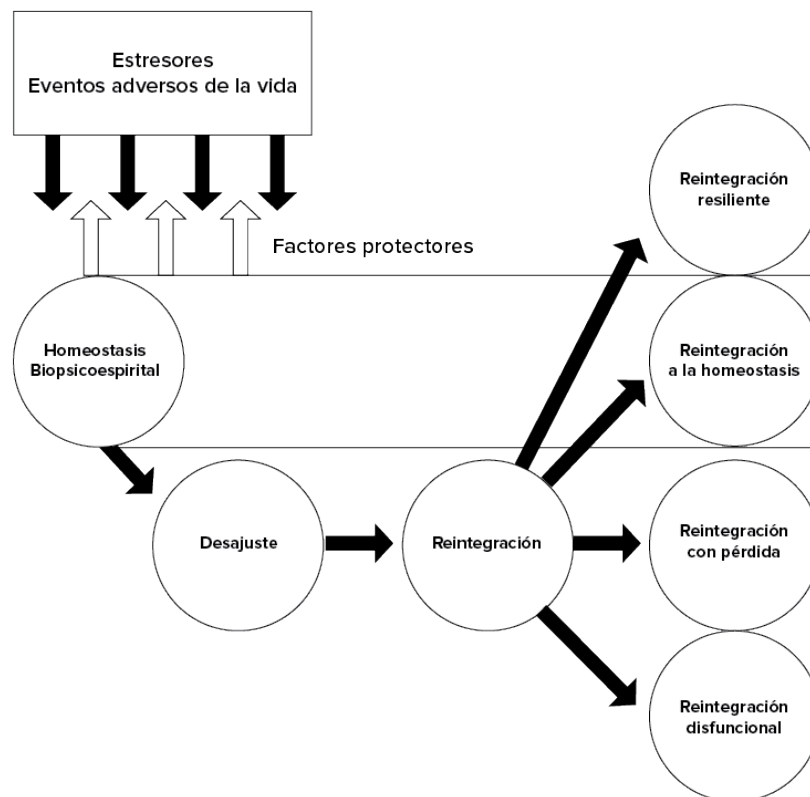 Estresores
Eventos adversos de la vida
Factores protectores
Homeostasis
Biopsicoespirital
Desajuste
Reintegración
Reintegración
resiliente
Reintegración
a la homeostasis
Reintegración
con pérdida
Reintegración
disfuncional